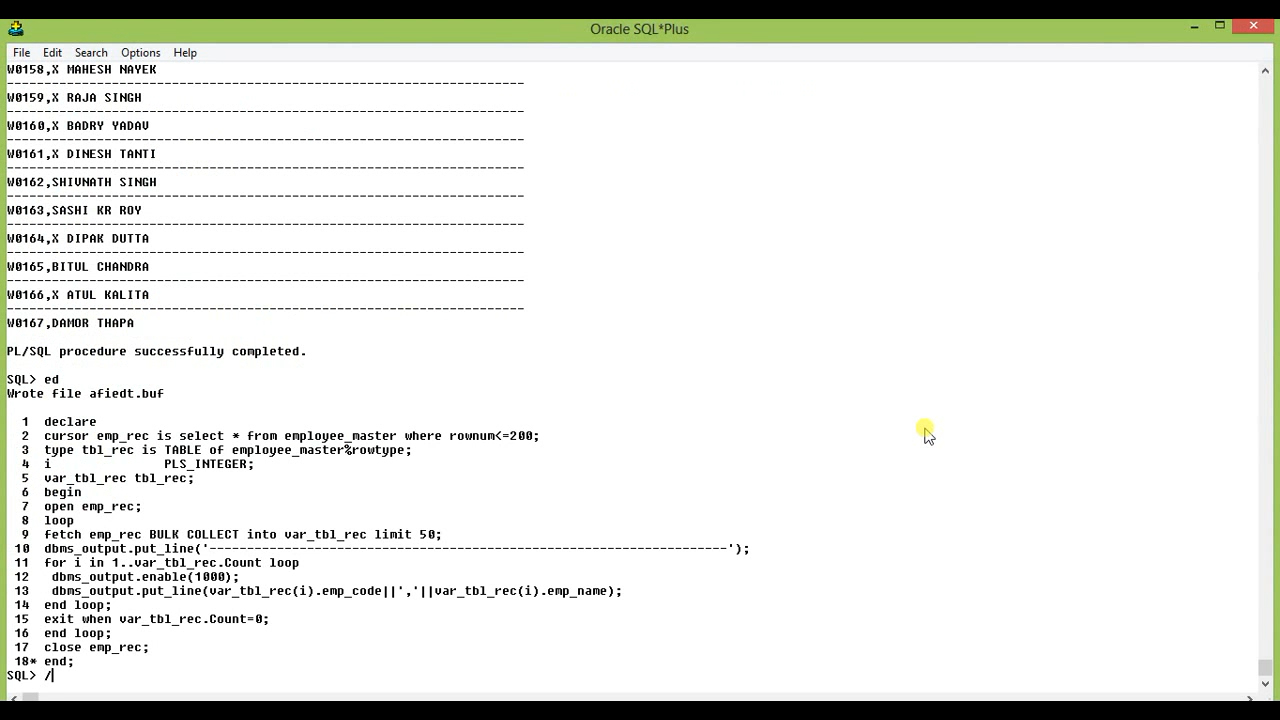 Oracle SQL*Plus
File Edit Search Options Help
W0158,X MAHESH NAYEK
---------------------------------------------------------------------
W0159,X RAJA SINGH
---------------------------------------------------------------------
W0160,X BADRY YADAV
---------------------------------------------------------------------
W0161,X DINESH TANTI
---------------------------------------------------------------------
W0162,SHIVNATH SINGH
---------------------------------------------------------------------
W0163,SASHI KR ROY
---------------------------------------------------------------------
W0164,X DIPAK DUTTA
---------------------------------------------------------------------
W0165,BITUL CHANDRA
---------------------------------------------------------------------
W0166,X ATUL KALITA
---------------------------------------------------------------------
W0167,DAMOR THAPA
PL/SQL procedure successfully completed.
SQL> ed
Wrote file afiedt.buf
1 declare
2 cursor emp_rec is select * from employee_master where rownum<=200;
3 type tbl_rec is TABLE of employee_master%rowtype;
4 i PLS_INTEGER;
5 var_tbl_rec tbl_rec;
6 begin
7 open emp_rec;
8 loop
9 fetch emp_rec BULK COLLECT into var_tbl_rec limit 50;
10 dbms_output.put_line('---------------------------------------------------------------------');
11 for i in 1..var_tbl_rec.Count loop
12 dbms_output.enable(1000);
13 dbms_output.put_line(var_tbl_rec(i).emp_code||','||var_tbl_rec(i).emp_name);
14 end loop;
15 exit when var_tbl_rec.Count=0;
16 end loop;
17 close emp_rec;
18* end;
SQL> /